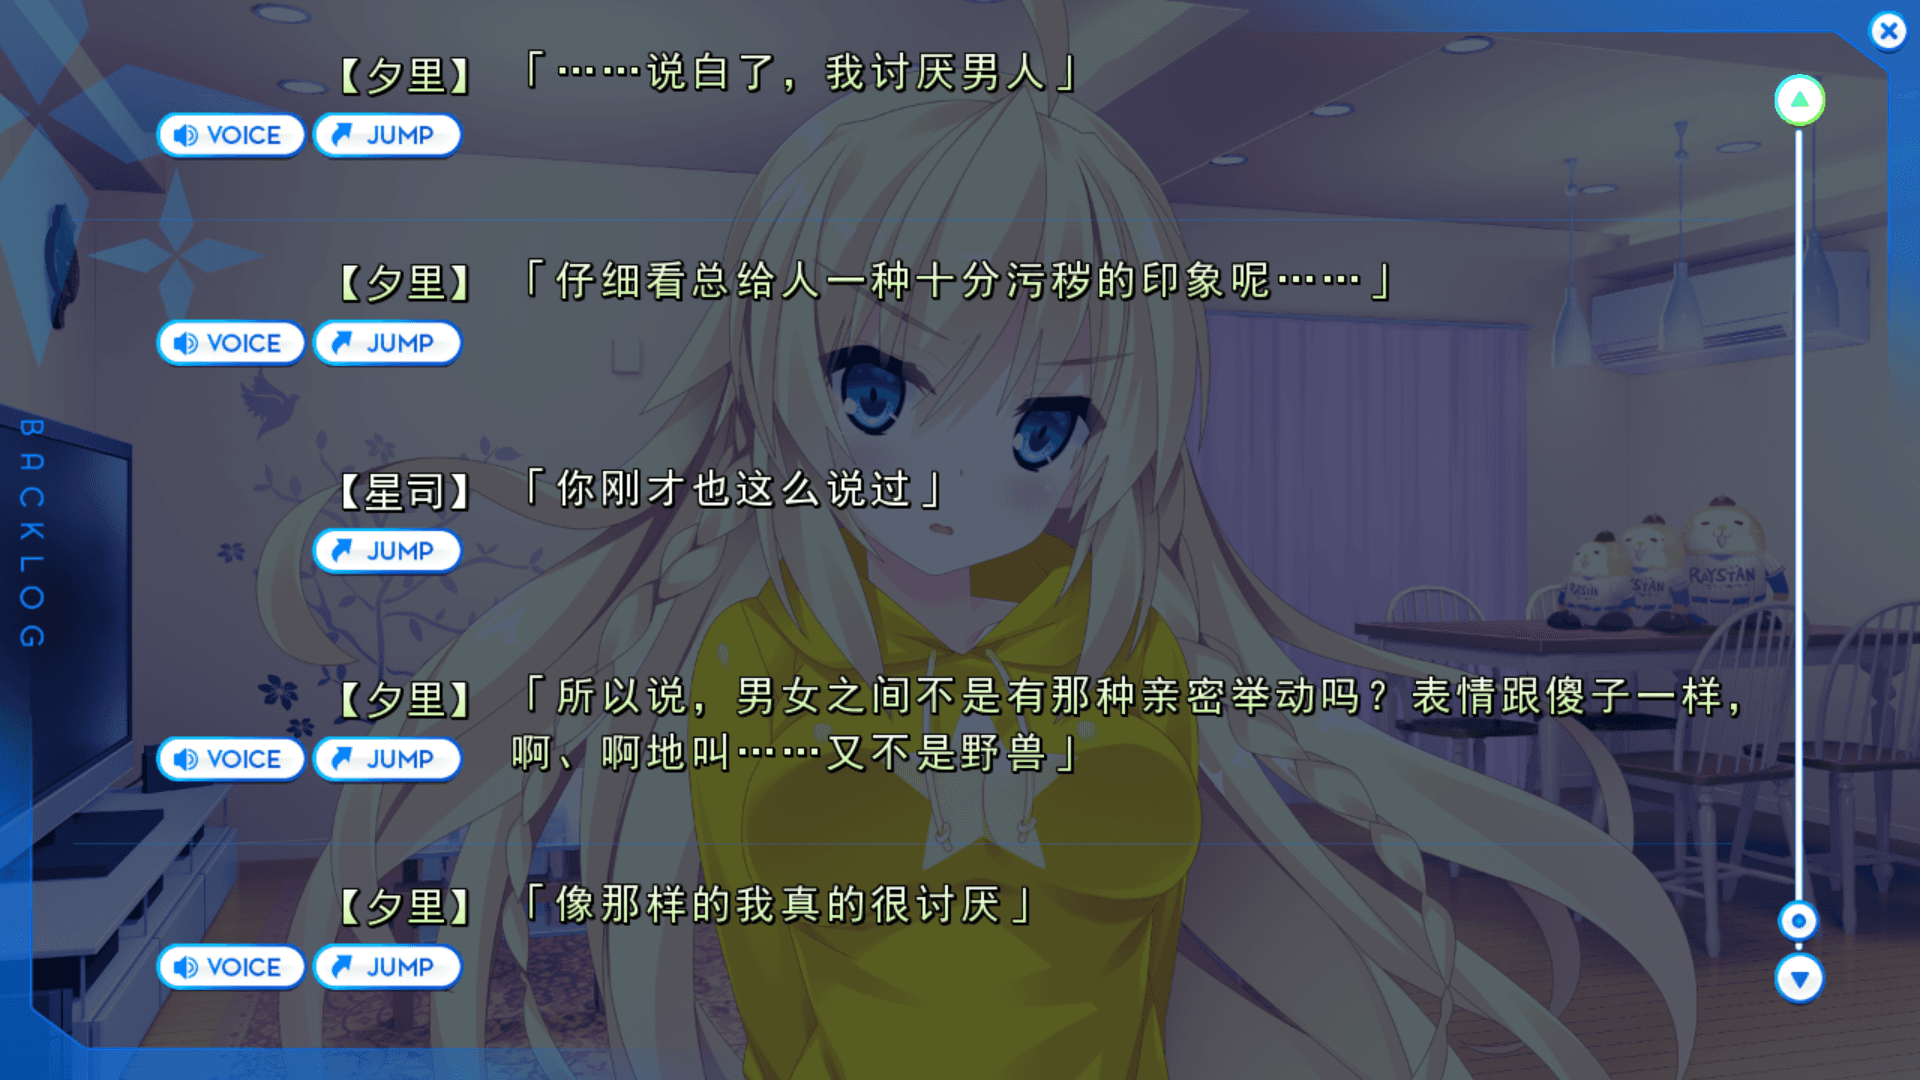 【夕里】 「……说白了，我讨厌男人」
VOICE JUMP
【夕里】 「仔细看总给人一种十分污秽的印象呢……」
VOICE JUMP
【星司】 「你刚才也这么说过」
JUMP
【夕里】 「所以说，男女之间不是有那种亲密举动吗？表情跟傻子一样，
啊、啊地叫……又不是野兽」
VOICE JUMP
【夕里】 「像那样的我真的很讨厌」
VOICE JUMP
BACKLOG
RAYSTAN